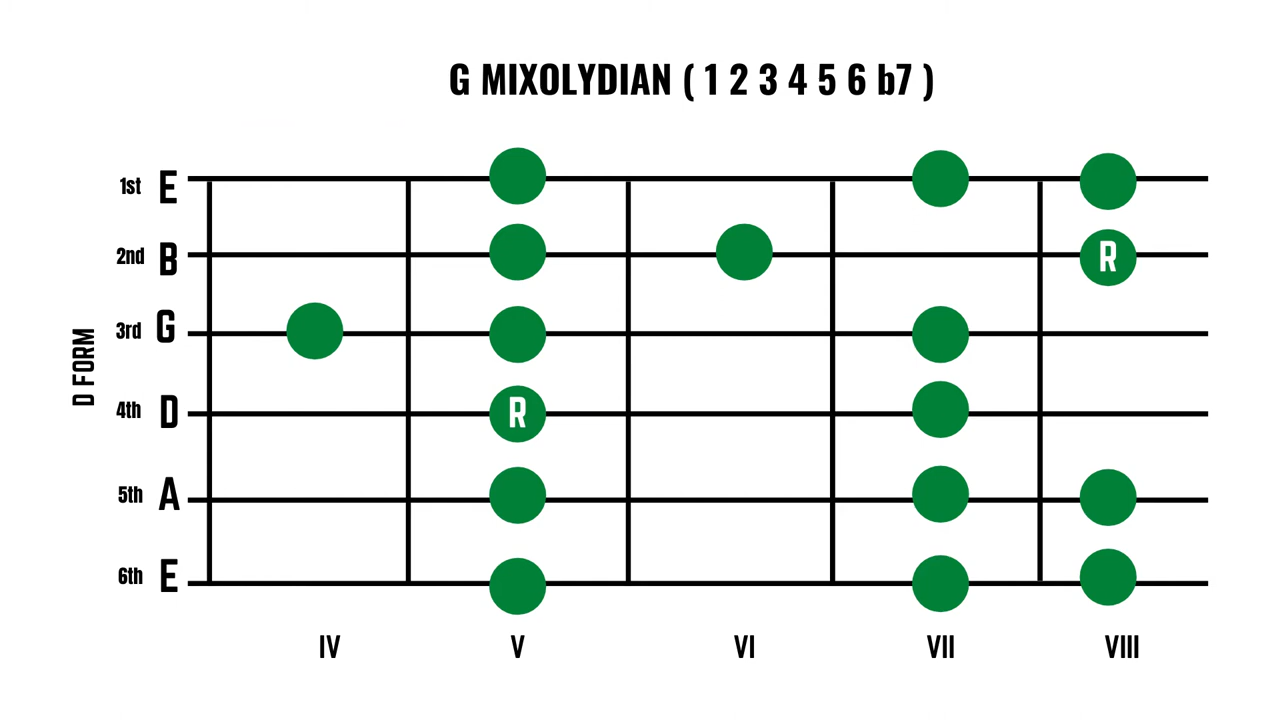 G MIXOLYDIAN ( 1 2 3 4 5 6 b7 )
1st E
2nd B
R
3rd G
D FORM
4th D
R
5th A
6th E
IV V VI VII VIII